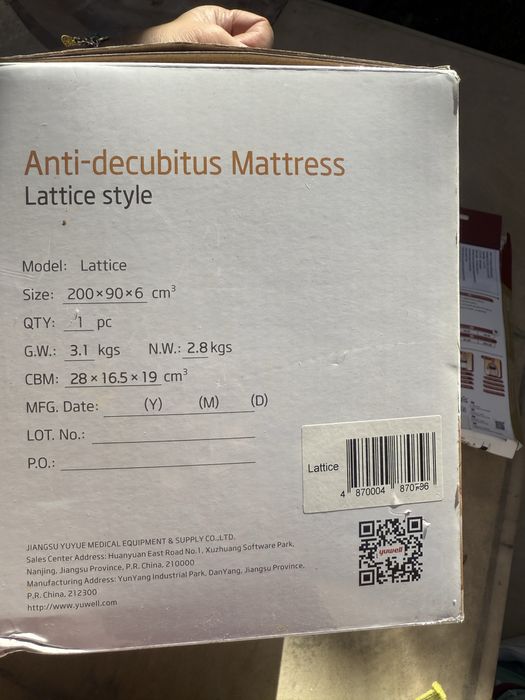 Anti-decubitus Mattress
Lattice style
Model: Lattice
Size: 200×90×6 cm³
QTY: 1 pc
G.W.: 3.1 kgs N.W.: 2.8 kgs
CBM: 28 × 16.5 × 19 cm³
MFG. Date: (Y) (M) (D)
LOT. No.:
P.O.:
Lattice
4 870004 870796
yuwell
JIANGSU YUYUE MEDICAL EQUIPMENT & SUPPLY CO.,LTD.
Sales Center Address: Huanyuan East Road No.1, Xuzhuang Software Park,
Nanjing, Jiangsu Province, P.R. China, 210000
Manufacturing Address: YunYang Industrial Park, DanYang, Jiangsu Province.
P.R. China, 212300
http://www.yuwell.com